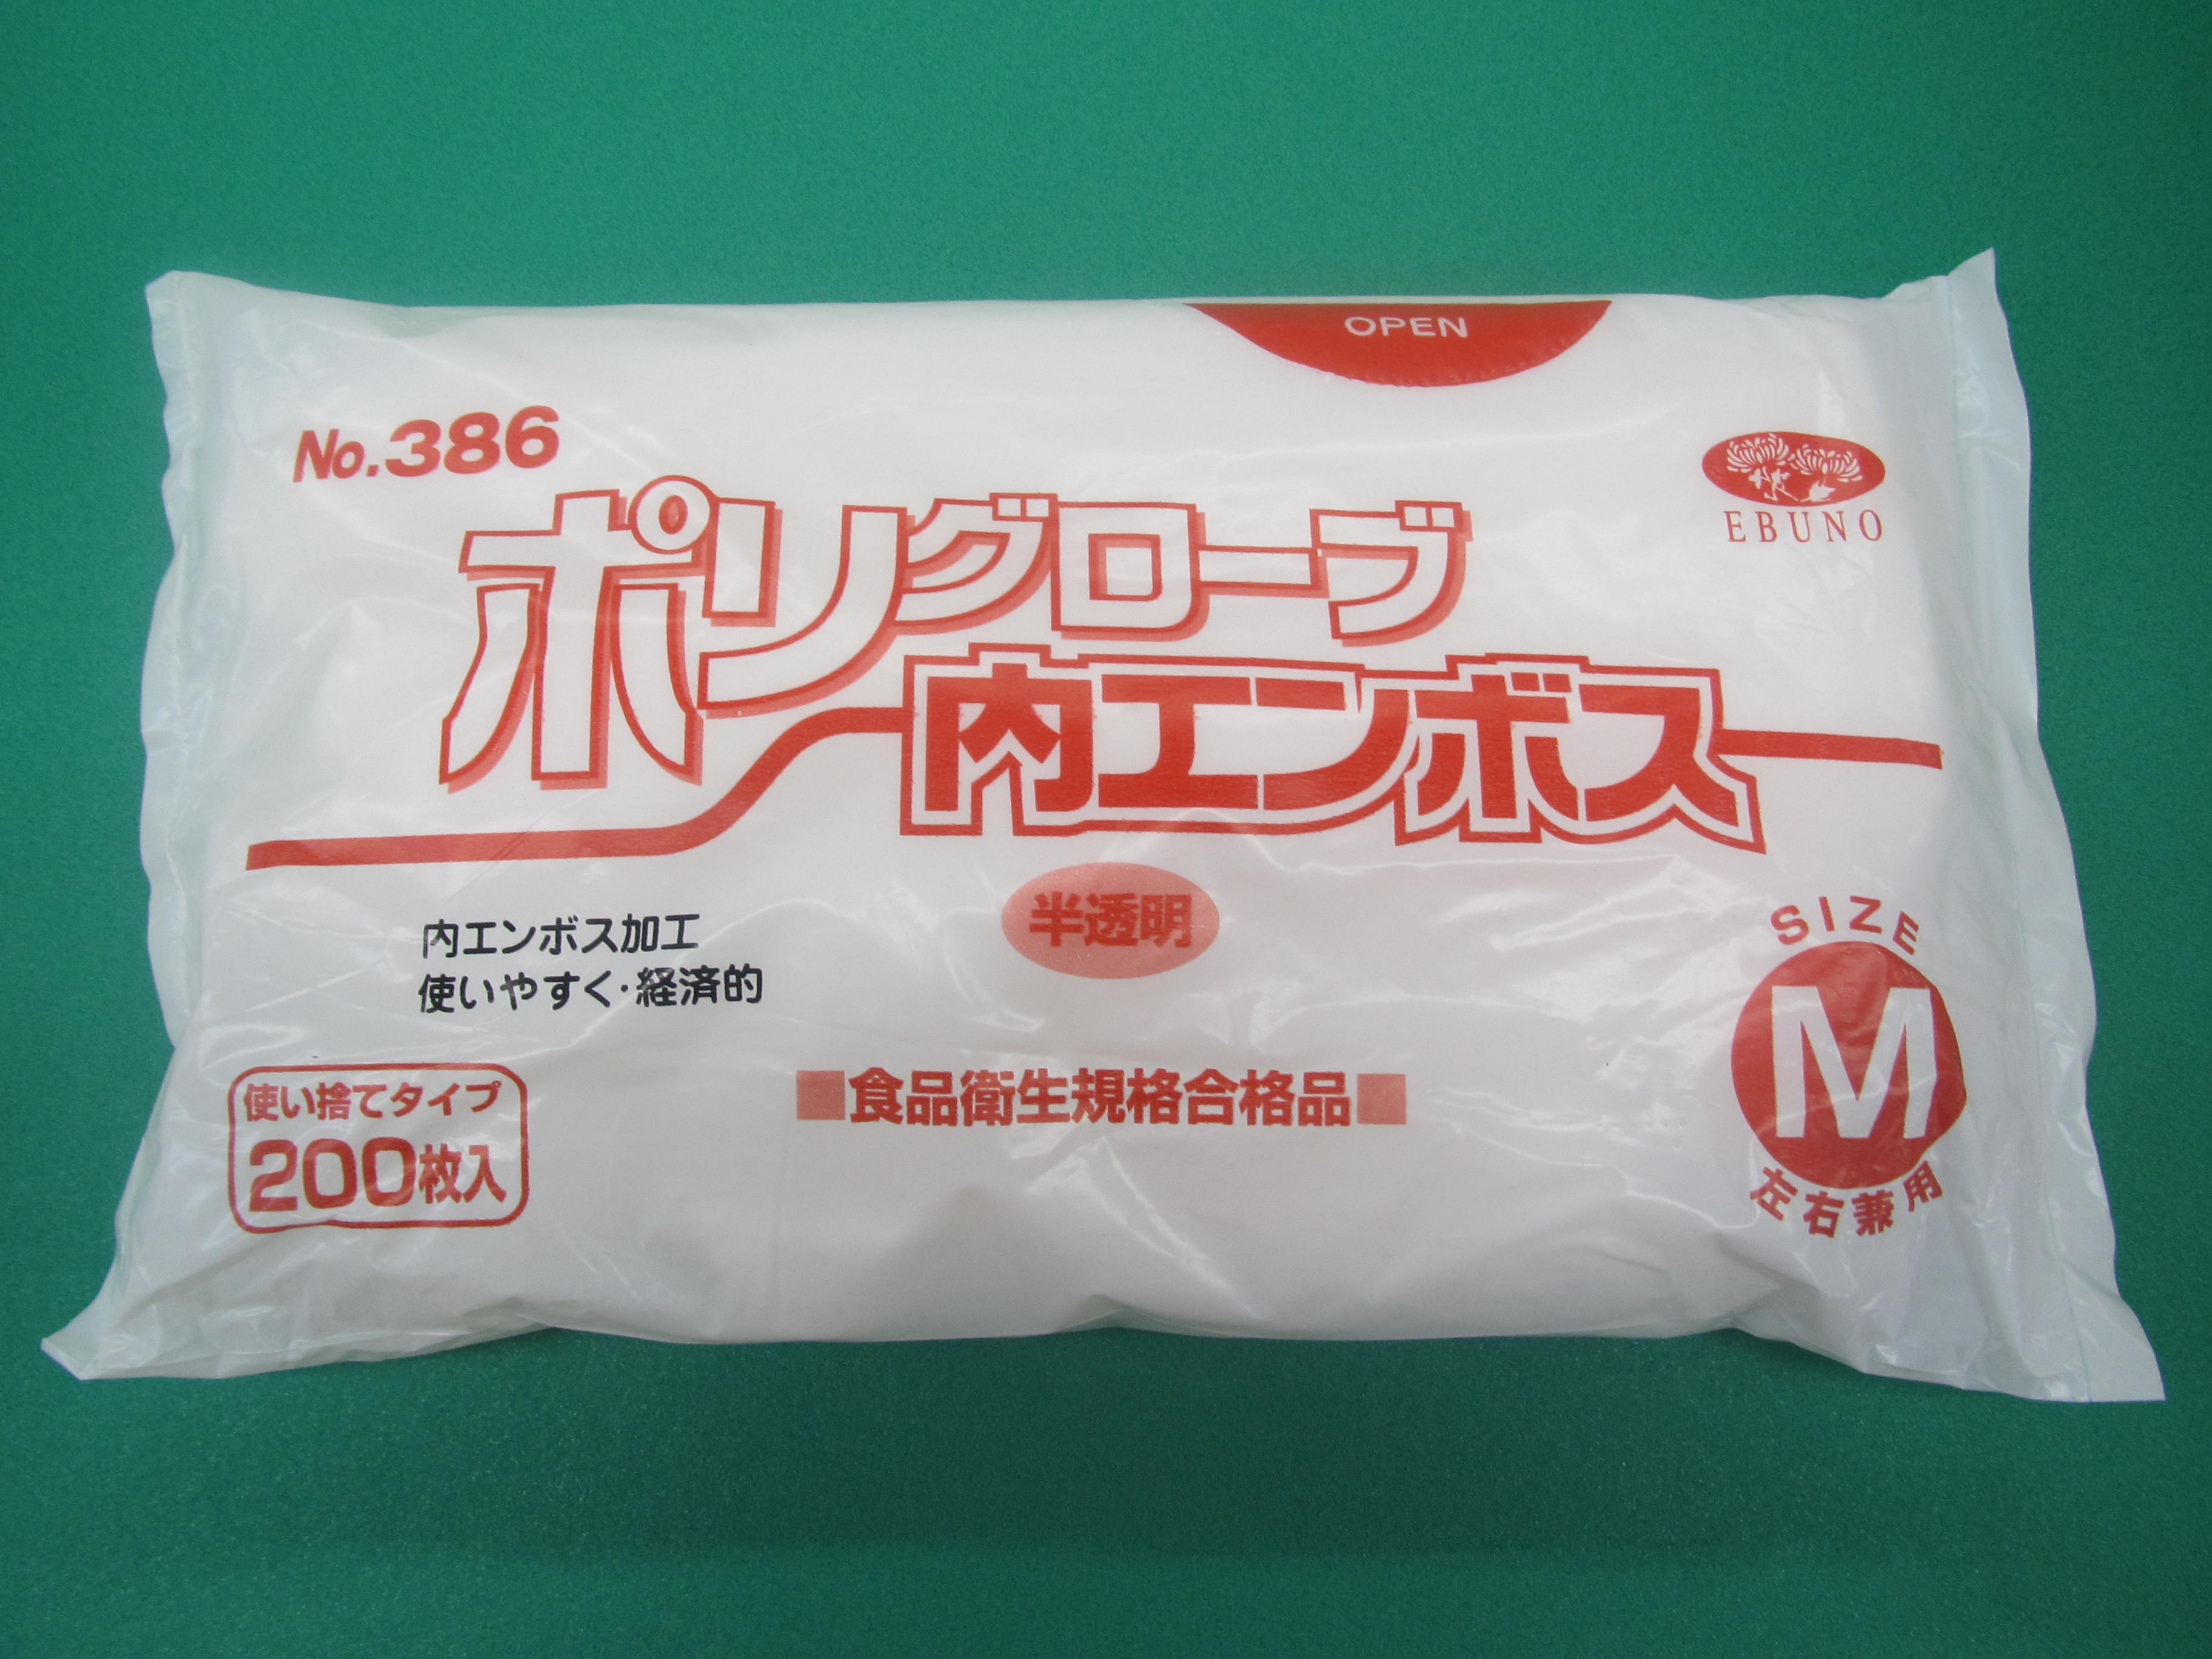 OPEN
No.386
EBUNO
ポリグローブ
内エンボス
半透明
内エンボス加工
使いやすく・経済的
SIZE
M
左右兼用
使い捨てタイプ
200枚入
■食品衛生規格合格品■